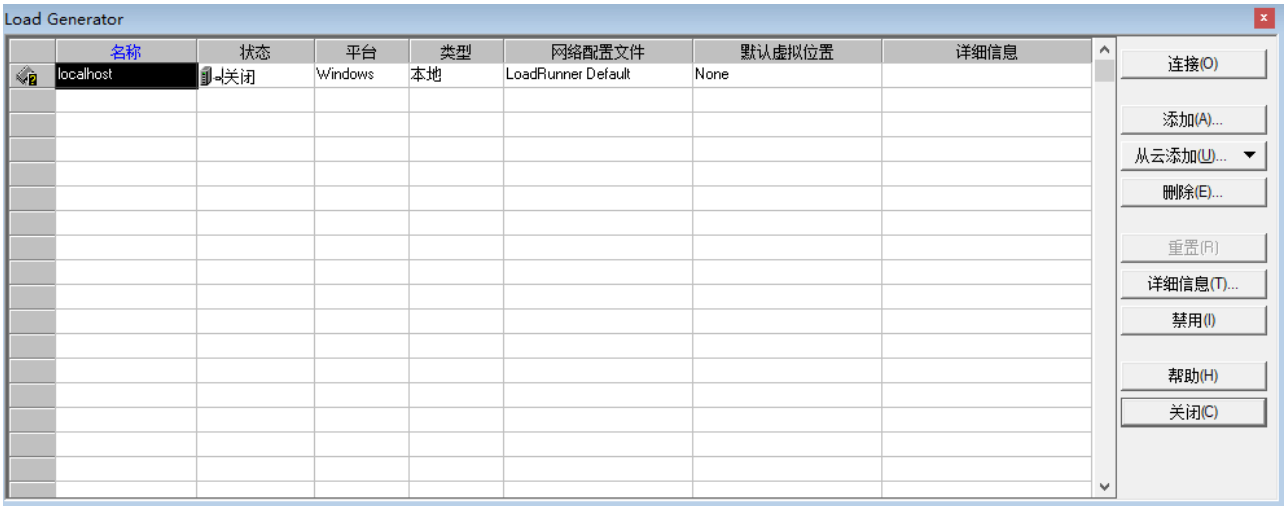 Load Generator
名称 状态 平台 类型 网络配置文件 默认虚拟位置 详细信息
localhost 关闭 Windows 本地 LoadRunner Default None
连接(O)
添加(A)...
从云添加(U)...
删除(E)...
重置(R)
详细信息(T)...
禁用(I)
帮助(H)
关闭(C)